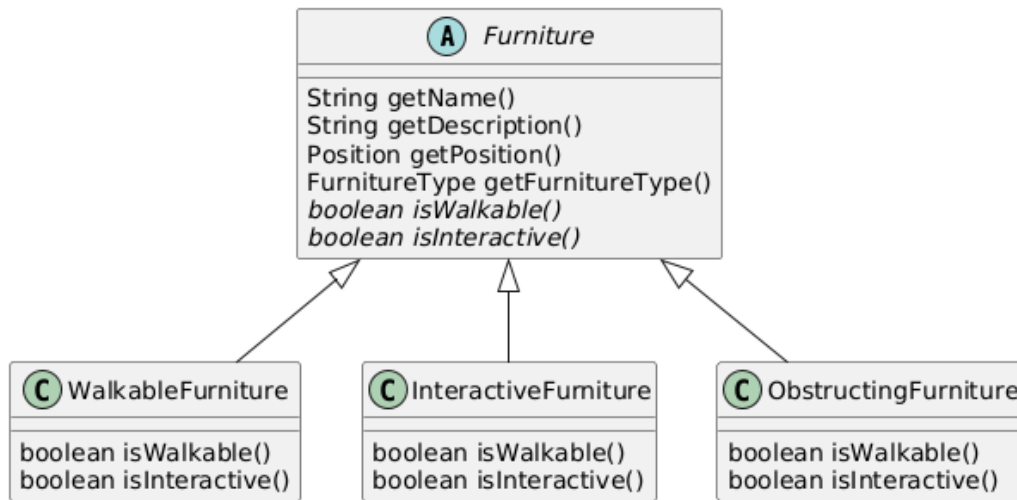 A Furniture
String getName()
String getDescription()
Position getPosition()
FurnitureType getFurnitureType()
boolean isWalkable()
boolean isInteractive()
C WalkableFurniture
boolean isWalkable()
boolean isInteractive()
C InteractiveFurniture
boolean isWalkable()
boolean isInteractive()
C ObstructingFurniture
boolean isWalkable()
boolean isInteractive()